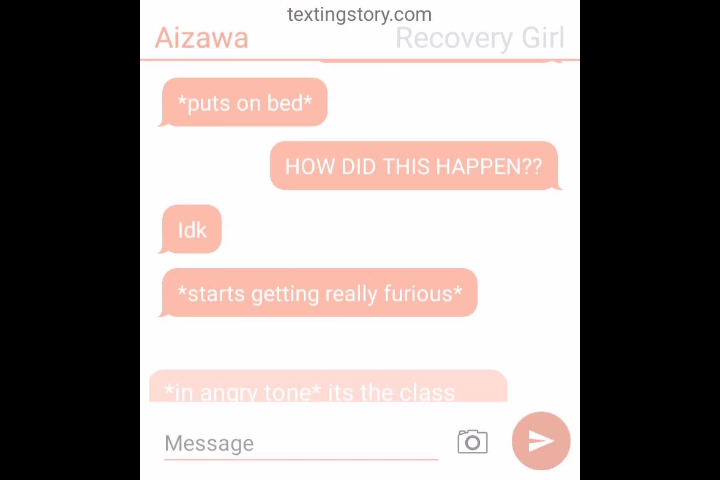 textingstory.com
Aizawa Recovery Girl
*puts on bed*
HOW DID THIS HAPPEN??
Idk
*starts getting really furious*
*in angry tone* its the class
Message